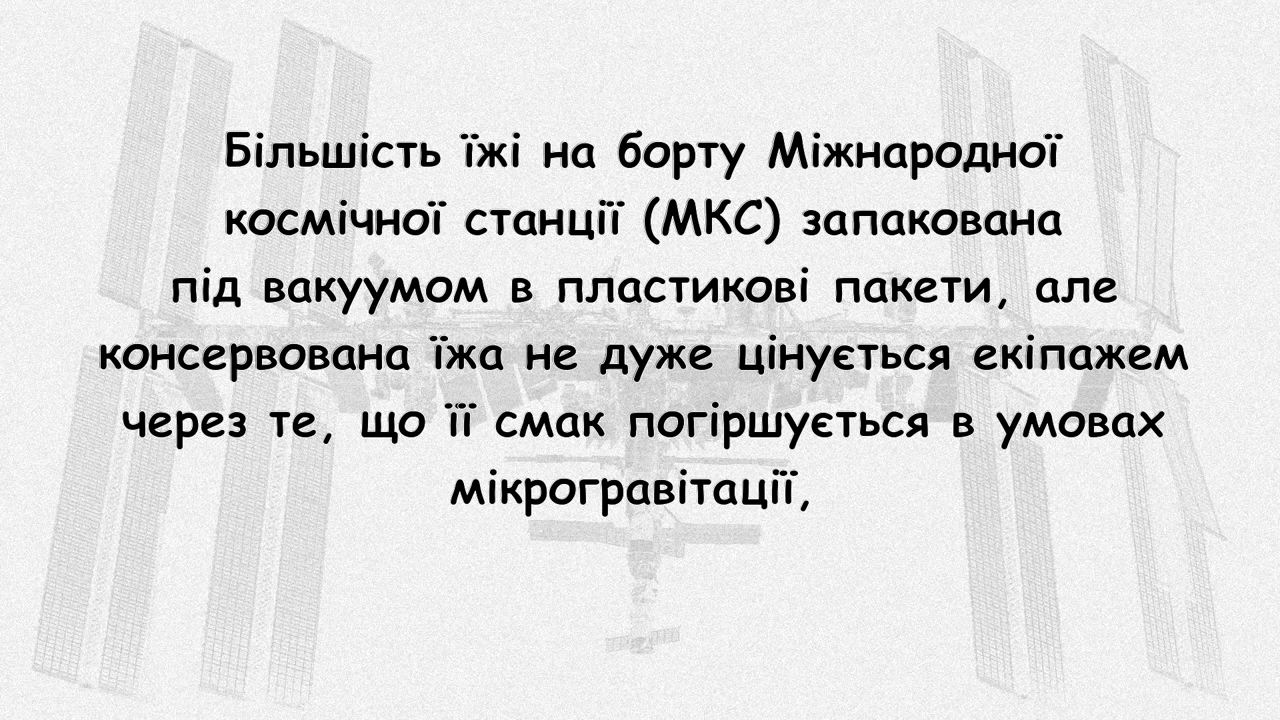 Більшість їжі на борту Міжнародної
космічної станції (МКС) запакована
під вакуумом в пластикові пакети, але
консервована їжа не дуже цінується екіпажем
через те, що її смак погіршується в умовах
мікрогравітації,